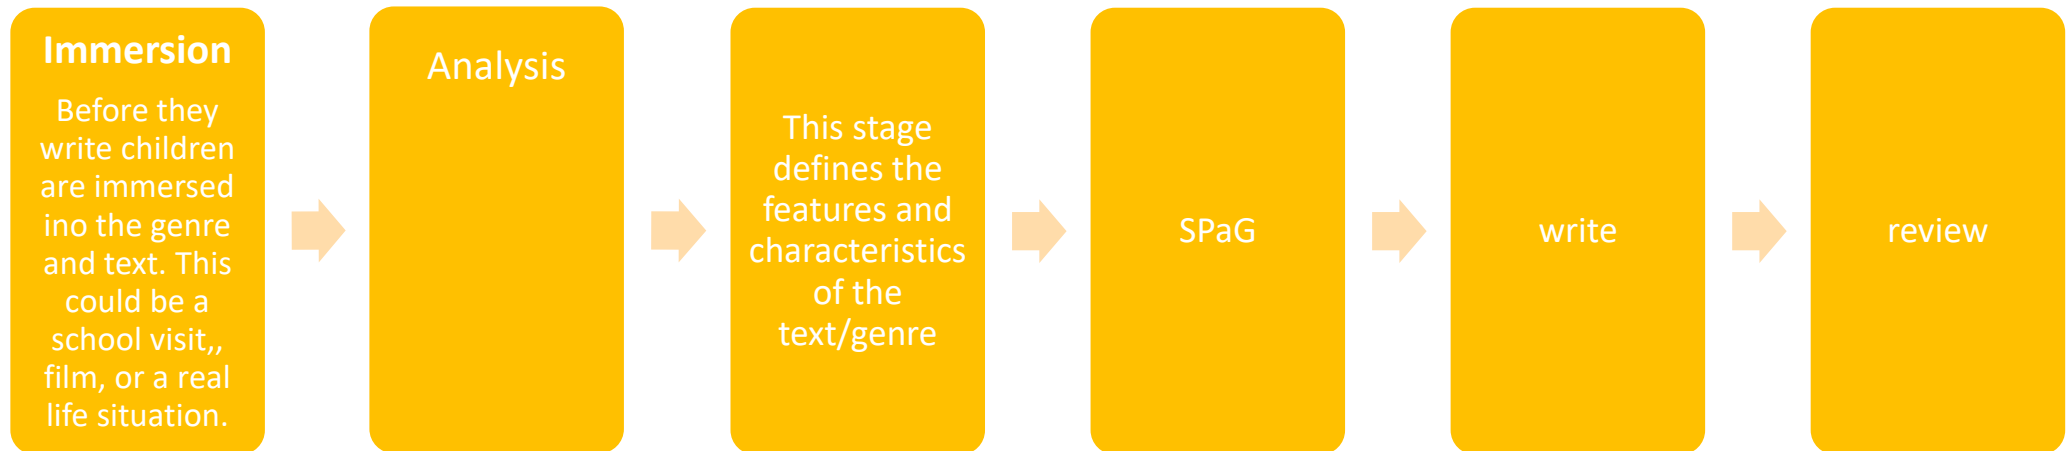 Immersion
Before they
write children
are immersed
ino the genre
and text. This
could be a
school visit,,
film, or a real
life situation.
Analysis
This stage
defines the
features and
characteristics
of the
text/genre
SPaG
write
review